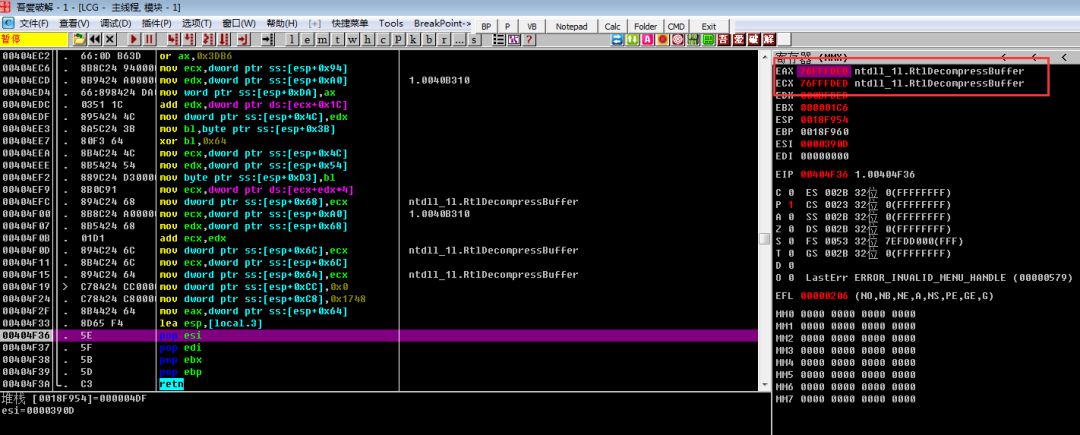 吾爱破解 - 1 - [LCG - 主线程, 模块 - 1]
文件(F) 查看(V) 调试(D) 插件(P) 选项(T) 窗口(W) 帮助(H) [+] 快捷菜单 Tools BreakPoint-> BP P VB Notepad Calc Folder CMD Exit
暂停 l e m t w h c p k b r ... s 吾 爱 破 解
00404EC2 . 66:0D B63D or ax,0x3DB6
00404EC6 . 8B8C24 94000 mov ecx,dword ptr ss:[esp+0x94]
00404ECD . 8B9424 A0000 mov edx,dword ptr ss:[esp+0xA0] 1.0040B310
00404ED4 . 66:898424 DA mov word ptr ss:[esp+0xDA],ax
00404EDC . 0351 1C add edx,dword ptr ds:[ecx+0x1C]
00404EDF . 895424 4C mov dword ptr ss:[esp+0x4C],edx
00404EE3 . 8A5C24 3B mov bl,byte ptr ss:[esp+0x3B]
00404EE7 . 80F3 64 xor bl,0x64
00404EEA . 8B4C24 4C mov ecx,dword ptr ss:[esp+0x4C]
00404EEE . 8B5424 54 mov edx,dword ptr ss:[esp+0x54]
00404EF2 . 889C24 D3000 mov byte ptr ss:[esp+0xD3],bl
00404EF9 . 8B0C91 mov ecx,dword ptr ds:[ecx+edx*4]
00404EFC . 894C24 68 mov dword ptr ss:[esp+0x68],ecx ntdll_1l.RtlDecompressBuffer
00404F00 . 8B8C24 A0000 mov ecx,dword ptr ss:[esp+0xA0] 1.0040B310
00404F07 . 8B5424 68 mov edx,dword ptr ss:[esp+0x68]
00404F0B . 01D1 add ecx,edx
00404F0D . 894C24 6C mov dword ptr ss:[esp+0x6C],ecx ntdll_1l.RtlDecompressBuffer
00404F11 . 8B4C24 6C mov ecx,dword ptr ss:[esp+0x6C]
00404F15 . 894C24 64 mov dword ptr ss:[esp+0x64],ecx ntdll_1l.RtlDecompressBuffer
00404F19 > C78424 CC000 mov dword ptr ss:[esp+0xCC],0x0
00404F24 . C78424 C8000 mov dword ptr ss:[esp+0xC8],0x1748
00404F2F . 8B4424 64 mov eax,dword ptr ss:[esp+0x64]
00404F33 . 8D65 F4 lea esp,[local.3]
00404F36 . 5E pop esi
00404F37 . 5F pop edi
00404F38 . 5B pop ebx
00404F39 . 5D pop ebp
00404F3A . C3 retn
堆栈 [0018F954]=000004DF
esi=0000390D
寄存器 (MMX) < < <
EAX 76FFFDED ntdll_1l.RtlDecompressBuffer
ECX 76FFFDED ntdll_1l.RtlDecompressBuffer
EBX 000001C6
ESP 0018F954
EBP 0018F960
ESI 0000390D
EDI 00000000
EIP 00404F36 1.00404F36
C 0 ES 002B 32位 0(FFFFFFFF)
P 1 CS 0023 32位 0(FFFFFFFF)
A 0 SS 002B 32位 0(FFFFFFFF)
Z 0 DS 002B 32位 0(FFFFFFFF)
S 0 FS 0053 32位 7EFDD000(FFF)
T 0 GS 002B 32位 0(FFFFFFFF)
D 0
O 0 LastErr ERROR_INVALID_MENU_HANDLE (00000579)
EFL 00000206 (NO,NB,NE,A,NS,PE,GE,G)
MM0 0000 0000 0000 0000
MM1 0000 0000 0000 0000
MM2 0000 0000 0000 0000
MM3 0000 0000 0000 0000
MM4 0000 0000 0000 0000
MM5 0000 0000 0000 0000
MM6 0000 0000 0000 0000
MM7 0000 0000 0000 0000